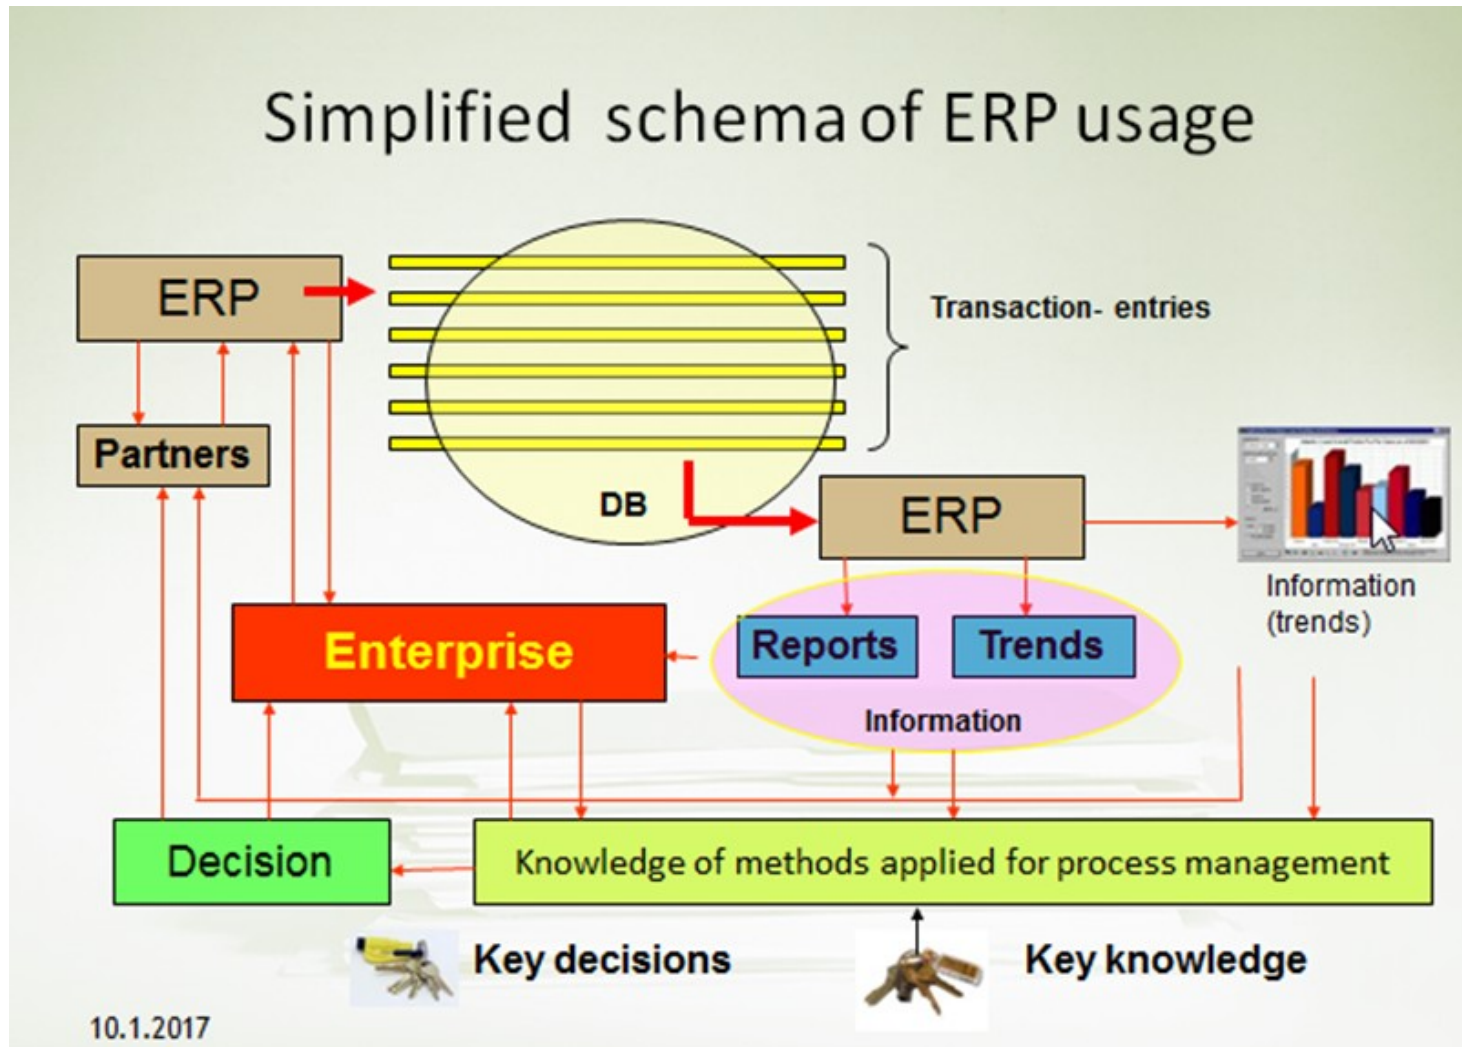 Simplified schema of ERP usage
ERP
Transaction- entries
Partners
DB
ERP
Information
(trends)
Enterprise
Reports
Trends
Information
Decision
Knowledge of methods applied for process management
Key decisions
Key knowledge
10.1.2017